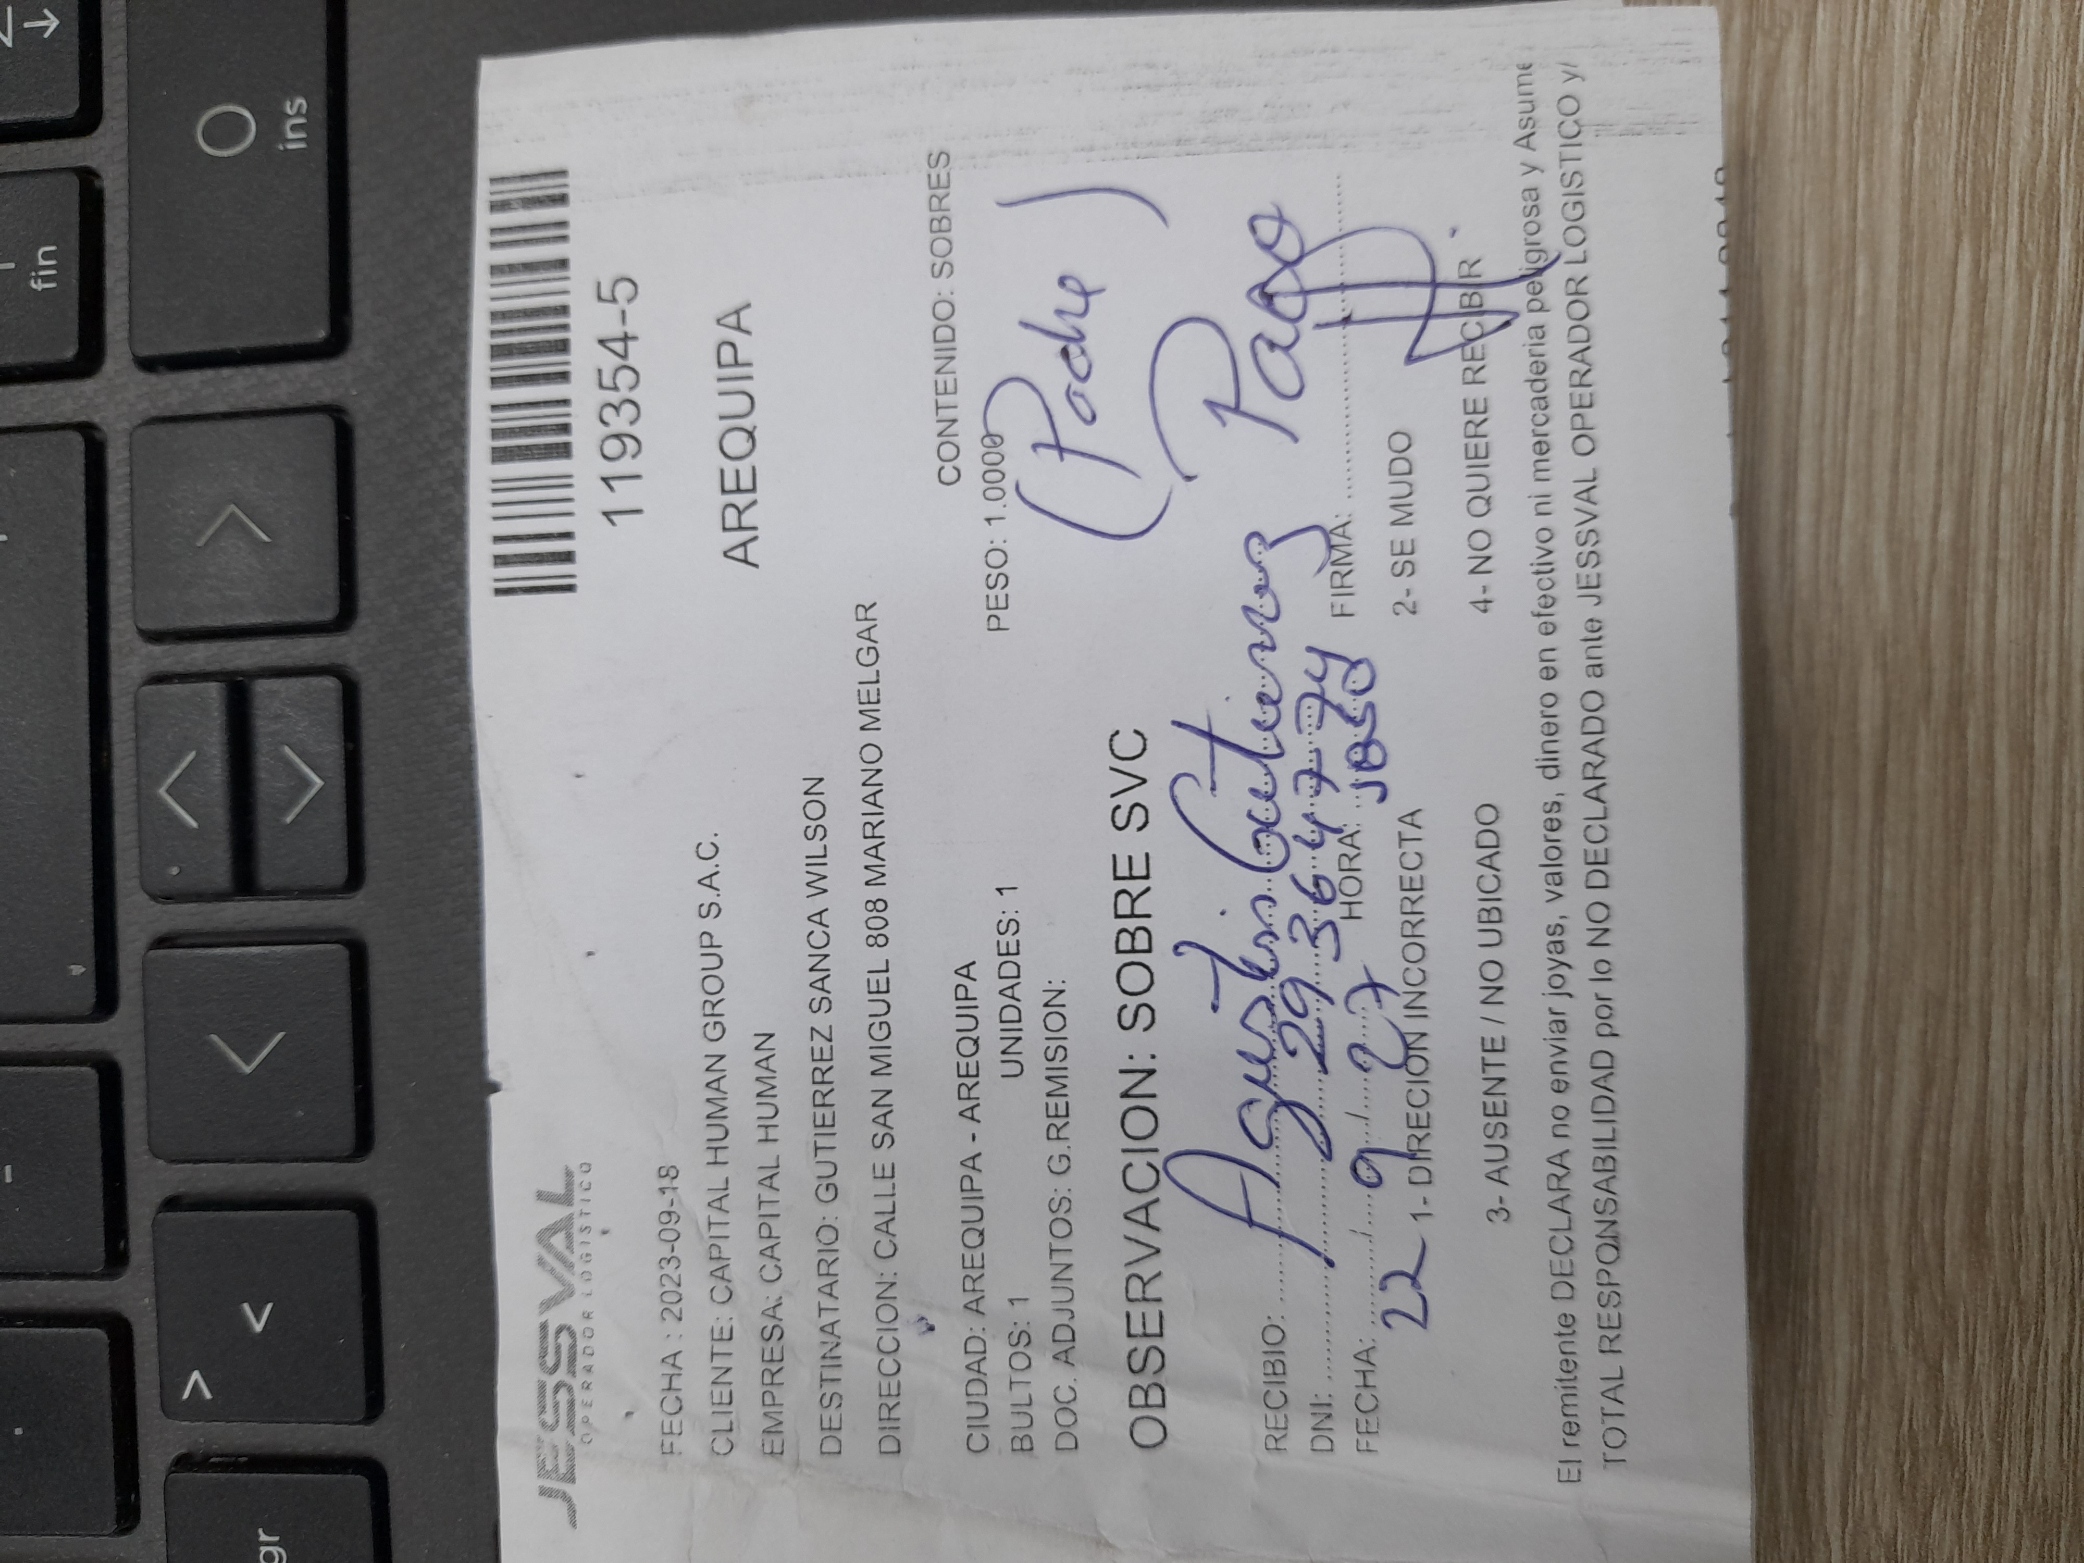 fin
gr
>
<
<
>
0
ins
JESSVAL
OPERADOR LOGISTICO
119354-5
FECHA : 2023-09-18
CLIENTE: CAPITAL HUMAN GROUP S.A.C.
AREQUIPA
EMPRESA: CAPITAL HUMAN
DESTINATARIO: GUTIERREZ SANCA WILSON
DIRECCION: CALLE SAN MIGUEL 808 MARIANO MELGAR
CONTENIDO: SOBRES
CIUDAD: AREQUIPA - AREQUIPA
BULTOS: 1 UNIDADES: 1 PESO: 1.0000
DOC. ADJUNTOS: G.REMISION:
(Padre)
OBSERVACION: SOBRE SVC
RECIBIO: Agustin Gutierrez
DNI: 29364774
FECHA: 22/9/ HORA: FIRMA:
1- DIRECION INCORRECTA 2- SE MUDO
3- AUSENTE / NO UBICADO 4- NO QUIERE RECIBIR
El remitente DECLARA no enviar joyas, valores, dinero en efectivo ni mercaderia peligrosa y Asume
TOTAL RESPONSABILIDAD por lo NO DECLARADO ante JESSVAL OPERADOR LOGISTICO y/